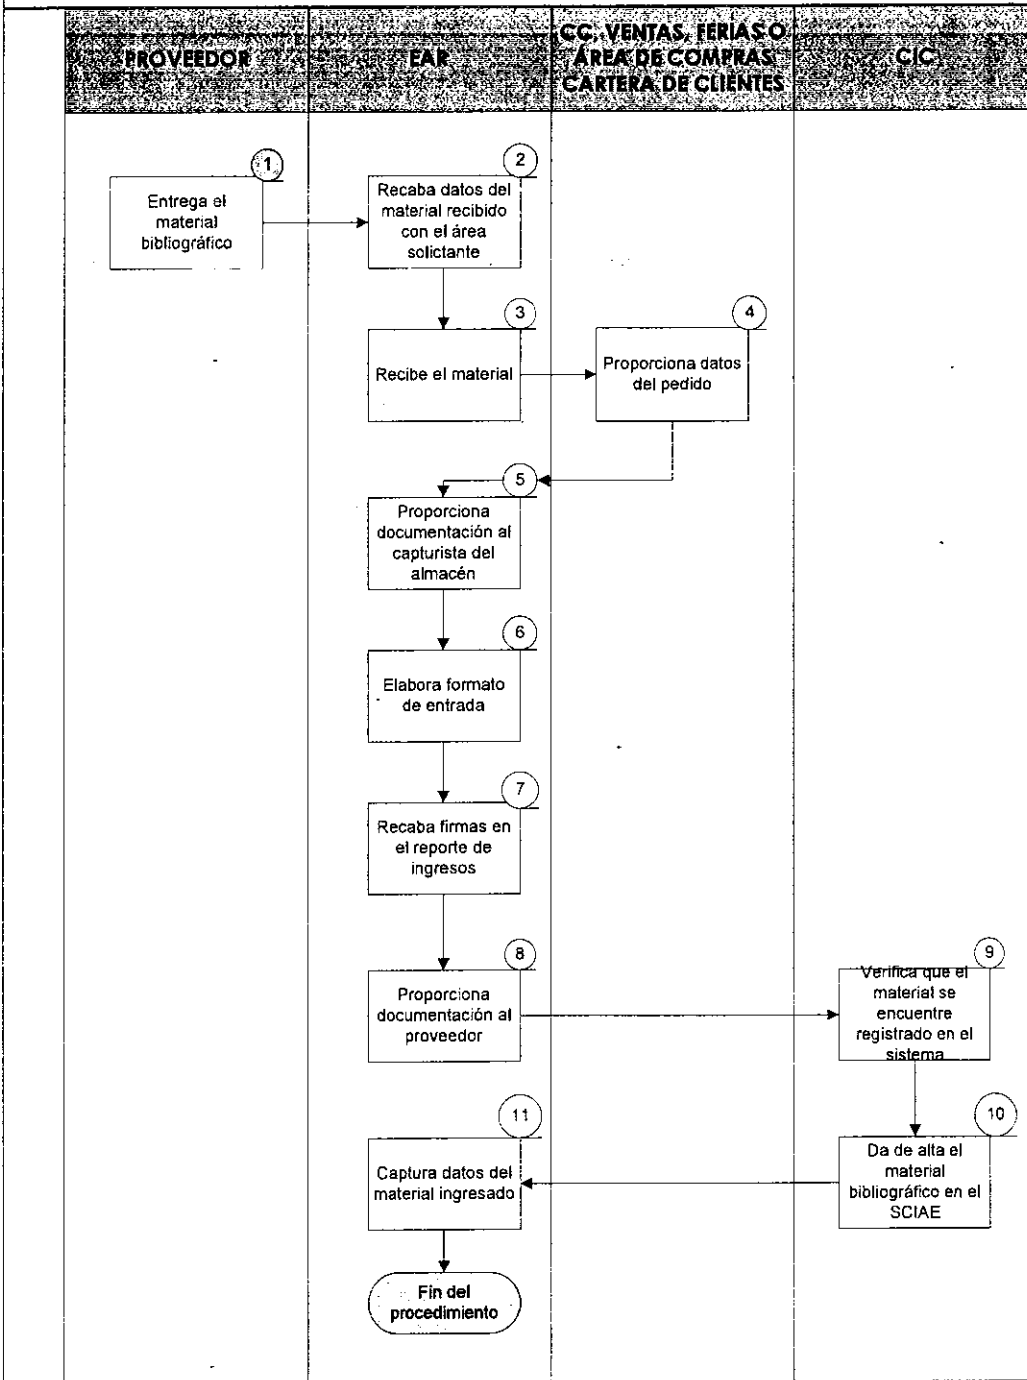 PROVEEDOR
EAR
CC, VENTAS, FERIAS O
ÁREA DE COMPRAS
CARTERA DE CLIENTES
CIC
1
Entrega el
material
bibliográfico
2
Recaba datos del
material recibido
con el área
solictante
3
Recibe el material
4
Proporciona datos
del pedido
5
Proporciona
documentación al
capturista del
almacén
6
Elabora formato
de entrada
7
Recaba firmas en
el reporte de
ingresos
8
Proporciona
documentación al
proveedor
9
Verifica que el
material se
encuentre
registrado en el
sistema
10
Da de alta el
material
bibliográfico en el
SCIAE
11
Captura datos del
material ingresado
Fin del
procedimiento